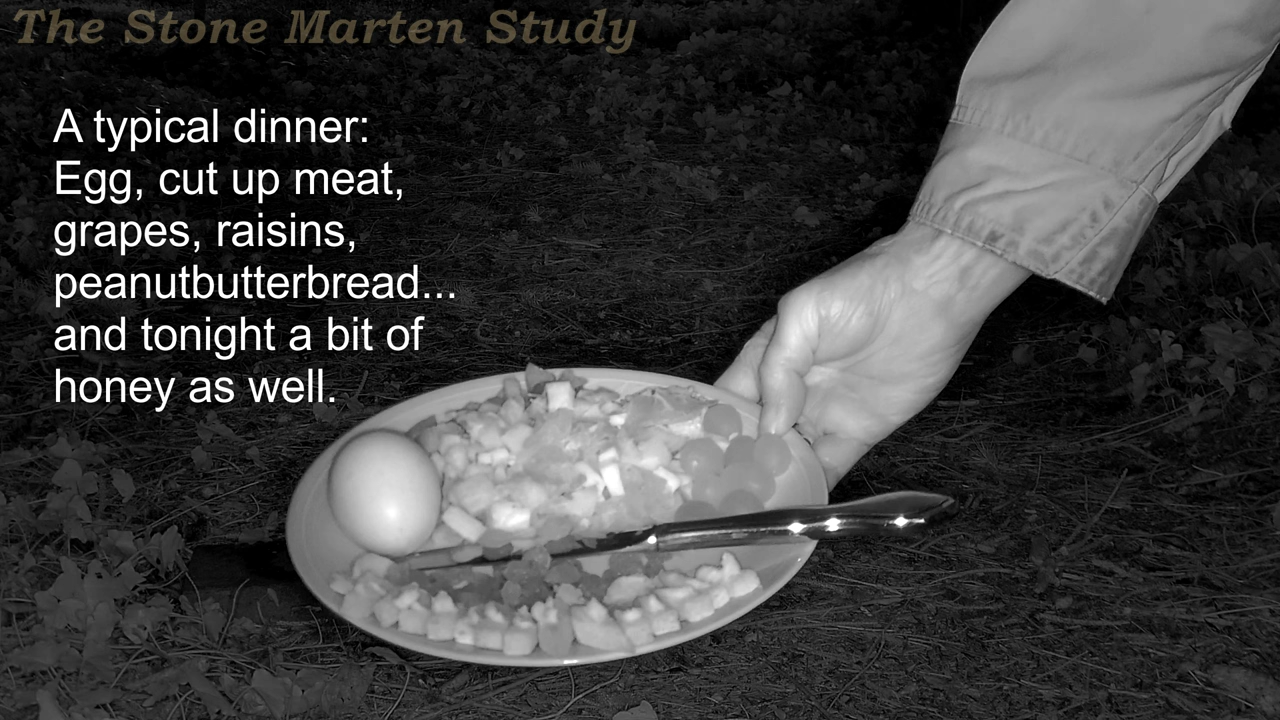 The Stone Marten Study
A typical dinner:
Egg, cut up meat,
grapes, raisins,
peanutbutterbread...
and tonight a bit of
honey as well.